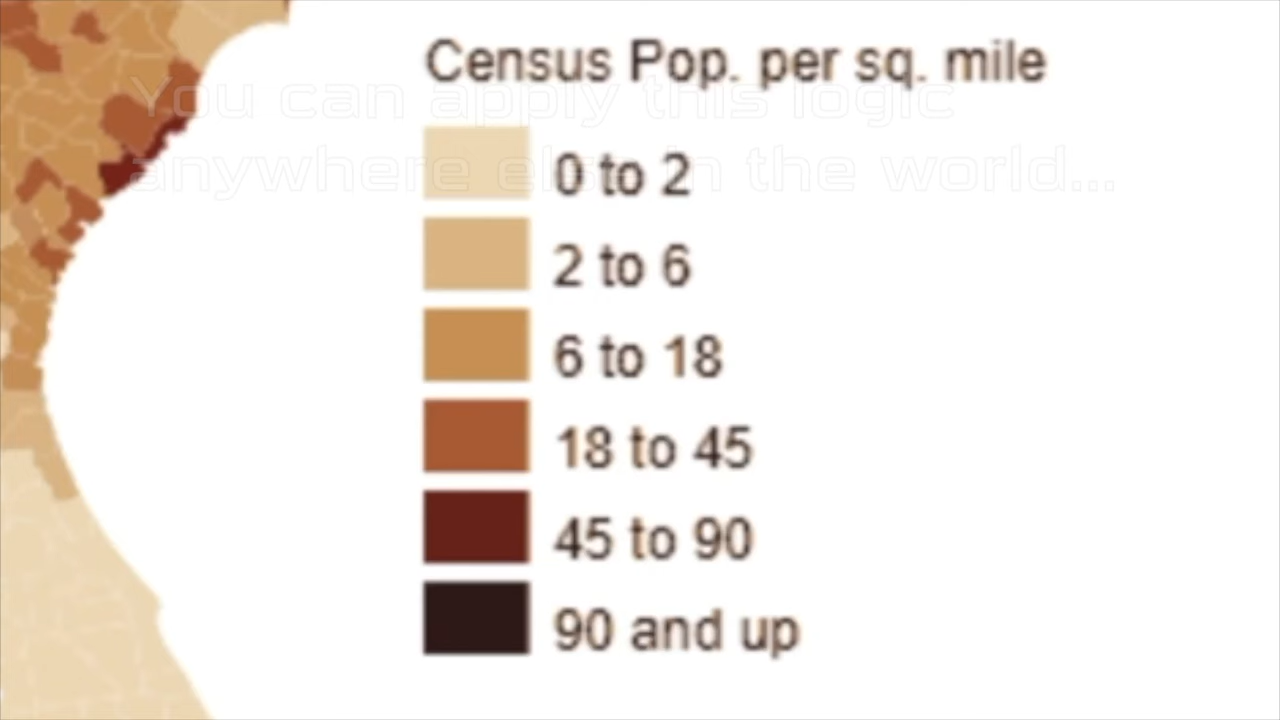 Census Pop. per sq. mile
You can apply this logic
anywhere else in the world...
0 to 2
2 to 6
6 to 18
18 to 45
45 to 90
90 and up